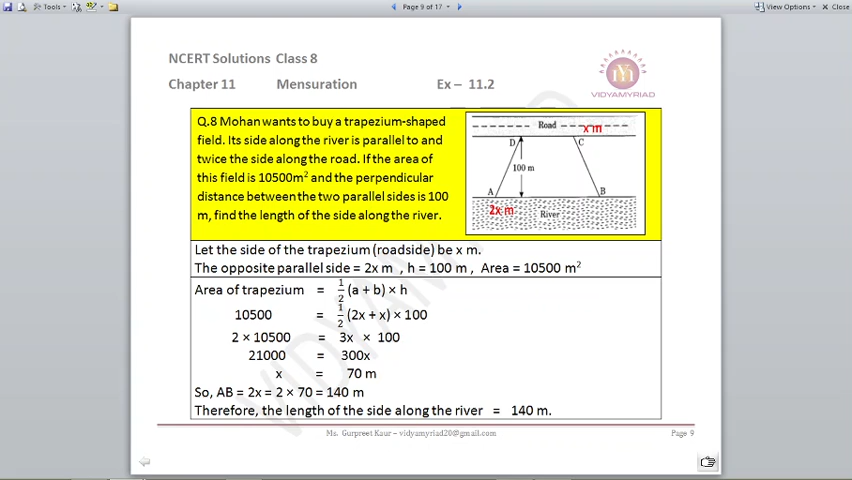 Tools
Page 9 of 17
View Options
Close
NCERT Solutions Class 8
Chapter 11 Mensuration Ex – 11.2
VIDYAMYRIAD
Q.8 Mohan wants to buy a trapezium-shaped
field. Its side along the river is parallel to and
twice the side along the road. If the area of
this field is 10500m² and the perpendicular
distance between the two parallel sides is 100
m, find the length of the side along the river.
Road x m
D C
100 m
A B
2x m River
Let the side of the trapezium (roadside) be x m.
The opposite parallel side = 2x m , h = 100 m , Area = 10500 m²
Area of trapezium = 1/2 (a + b) × h
10500 = 1/2 (2x + x) × 100
2 × 10500 = 3x × 100
21000 = 300x
x = 70 m
So, AB = 2x = 2 × 70 = 140 m
Therefore, the length of the side along the river = 140 m.
Ms. Gurpreet Kaur – vidyamyriad20@gmail.com Page 9